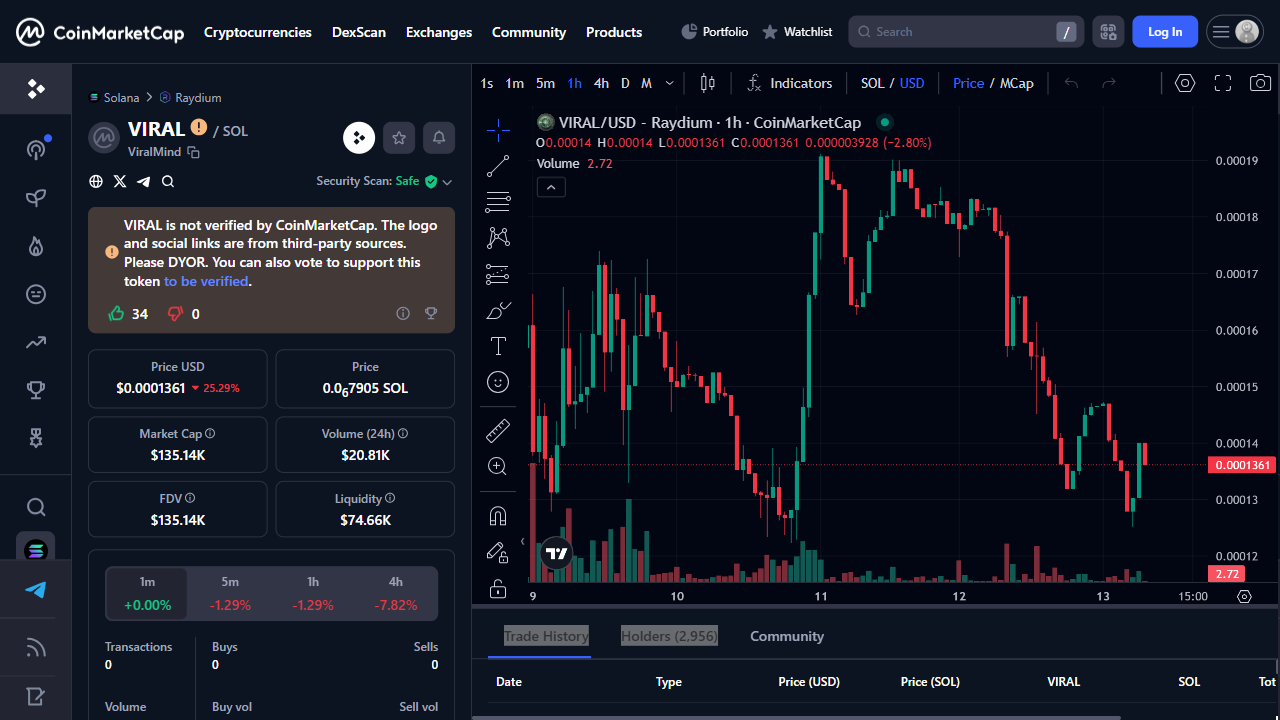 CoinMarketCap Cryptocurrencies DexScan Exchanges Community Products Portfolio Watchlist Search / Log In
Solana > Raydium
VIRAL / SOL
ViralMind
Security Scan: Safe
VIRAL is not verified by CoinMarketCap. The logo
and social links are from third-party sources.
Please DYOR. You can also vote to support this
token to be verified.
34 0
Price USD
$0.0001361 25.29%
Price
0.0₆7905 SOL
Market Cap
$135.14K
Volume (24h)
$20.81K
FDV
$135.14K
Liquidity
$74.66K
1m 5m 1h 4h
+0.00% -1.29% -1.29% -7.82%
Transactions Buys Sells
0 0 0
Volume Buy vol Sell vol
1s 1m 5m 1h 4h D M Indicators SOL / USD Price / MCap
VIRAL/USD - Raydium · 1h · CoinMarketCap
O0.00014 H0.00014 L0.0001361 C0.0001361 0.000003928 (−2.80%)
Volume 2.72
0.00019
0.00018
0.00017
0.00016
0.00015
0.00014
0.0001361
0.00013
0.00012
2.72
9 10 11 12 13 15:00
Trade History Holders (2,956) Community
Date Type Price (USD) Price (SOL) VIRAL SOL Tot